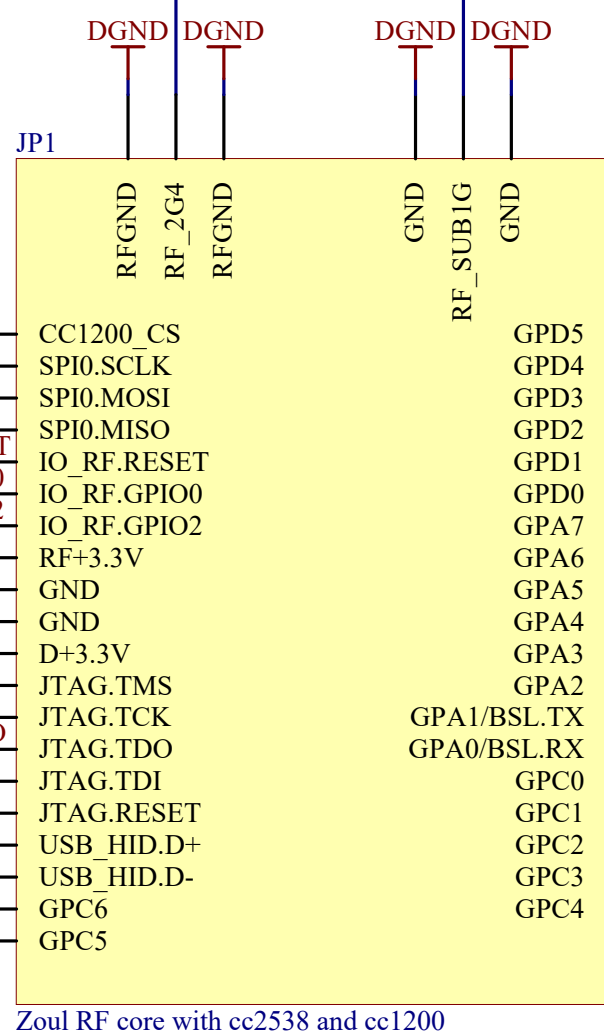 DGND DGND DGND DGND
JP1
RFGND RF_2G4 RFGND GND RF_SUB1G GND
CC1200_CS GPD5
SPI0.SCLK GPD4
SPI0.MOSI GPD3
SPI0.MISO GPD2
T
IO_RF.RESET GPD1
IO_RF.GPIO0 GPD0
IO_RF.GPIO2 GPA7
RF+3.3V GPA6
GND GPA5
GND GPA4
D+3.3V GPA3
JTAG.TMS GPA2
JTAG.TCK GPA1/BSL.TX
JTAG.TDO GPA0/BSL.RX
JTAG.TDI GPC0
JTAG.RESET GPC1
USB_HID.D+ GPC2
USB_HID.D- GPC3
GPC6 GPC4
GPC5
Zoul RF core with cc2538 and cc1200